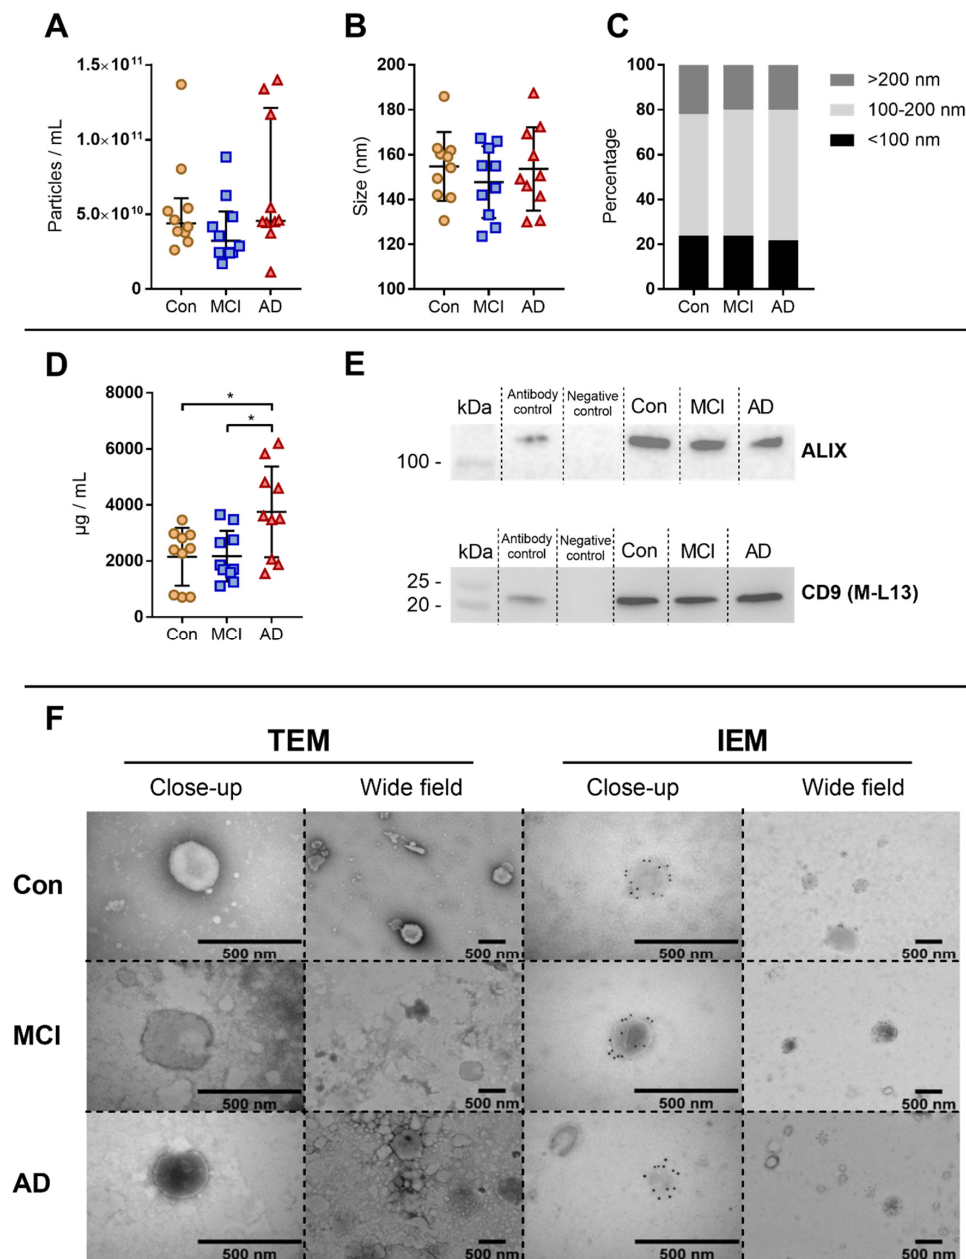 A
B
C
Particles / mL
1.5×10¹¹
1.0×10¹¹
5.0×10¹⁰
0
Con MCI AD
Size (nm)
200
180
160
140
120
100
Con MCI AD
Percentage
100
80
60
40
20
0
Con MCI AD
>200 nm
100-200 nm
<100 nm
D
µg / mL
8000
6000
4000
2000
0
*
*
Con MCI AD
E
kDa Antibody control Negative control Con MCI AD
100 -
ALIX
kDa Antibody control Negative control Con MCI AD
25 -
20 -
CD9 (M-L13)
F
TEM IEM
Close-up Wide field Close-up Wide field
Con
500 nm 500 nm 500 nm 500 nm
MCI
500 nm 500 nm 500 nm 500 nm
AD
500 nm 500 nm 500 nm 500 nm